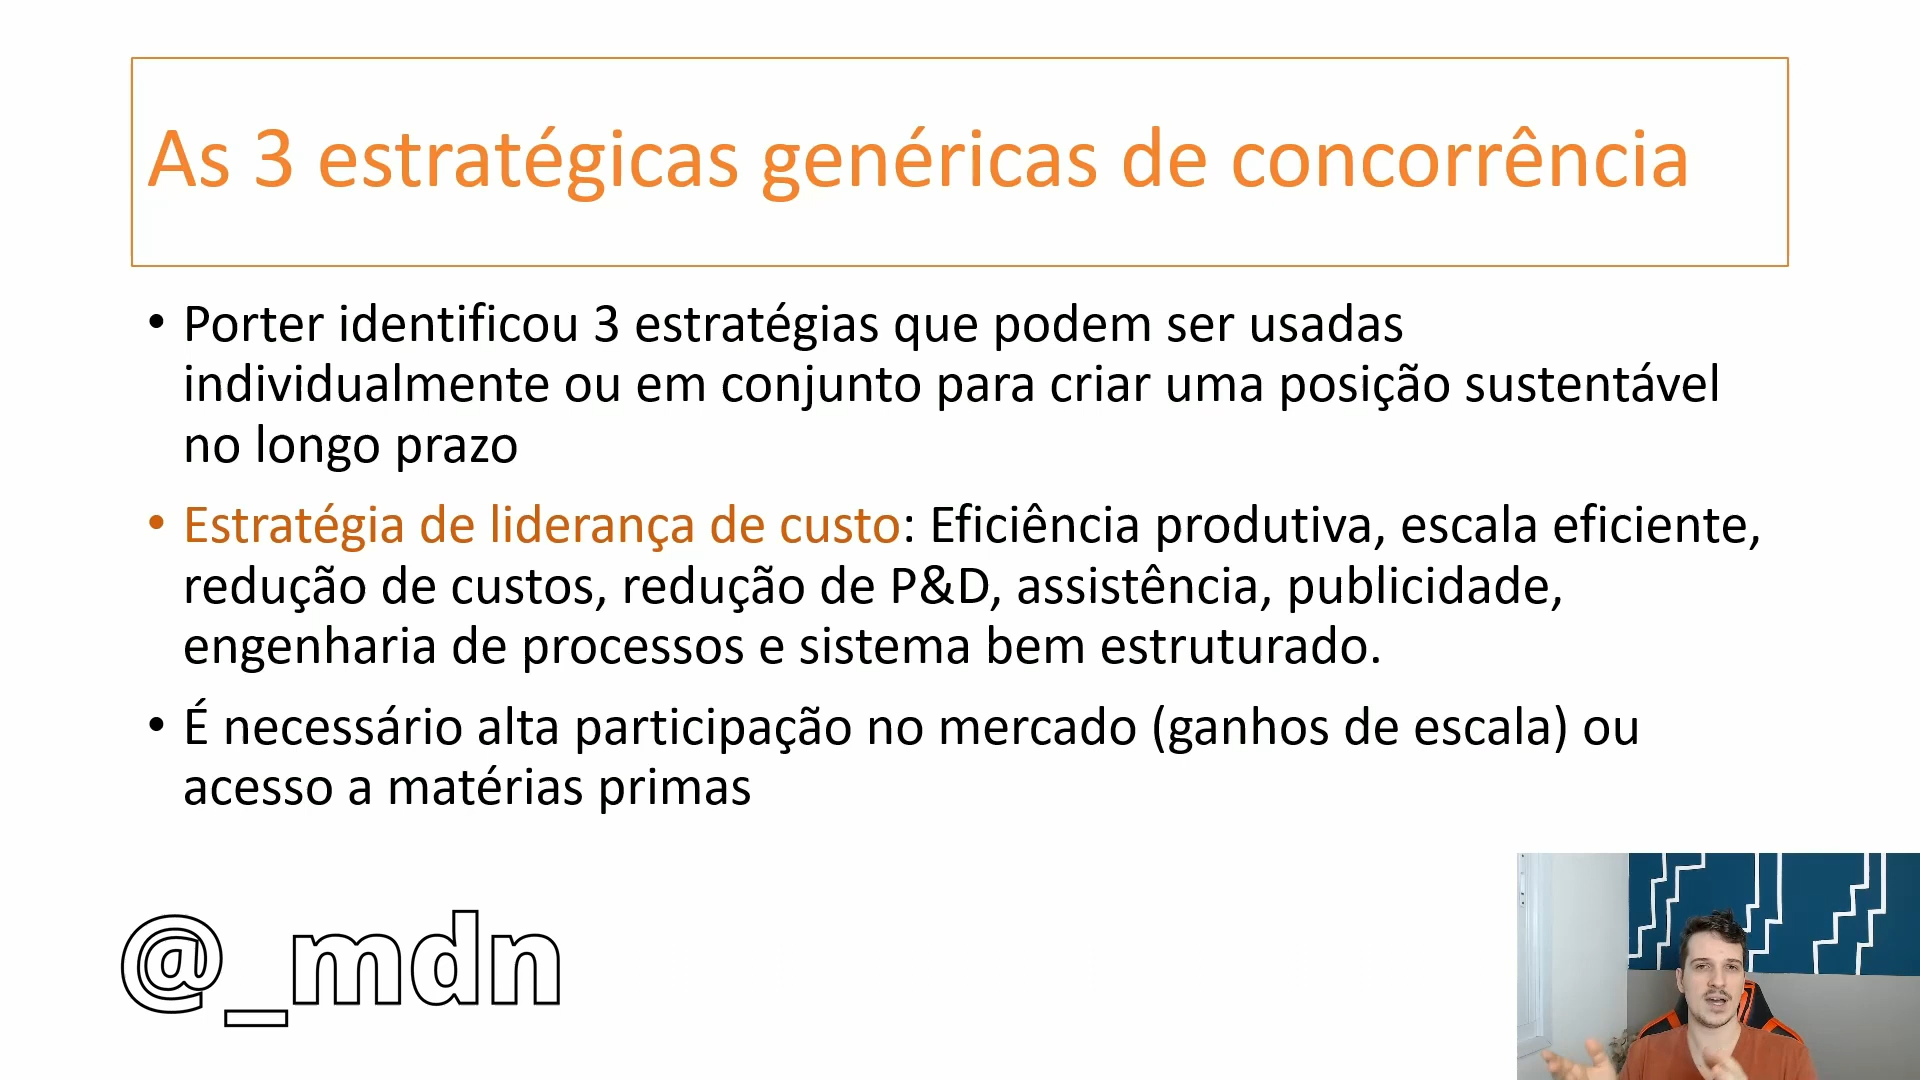 As 3 estratégicas genéricas de concorrência
• Porter identificou 3 estratégias que podem ser usadas
individualmente ou em conjunto para criar uma posição sustentável
no longo prazo
• Estratégia de liderança de custo: Eficiência produtiva, escala eficiente,
redução de custos, redução de P&D, assistência, publicidade,
engenharia de processos e sistema bem estruturado.
• É necessário alta participação no mercado (ganhos de escala) ou
acesso a matérias primas
@_mdn